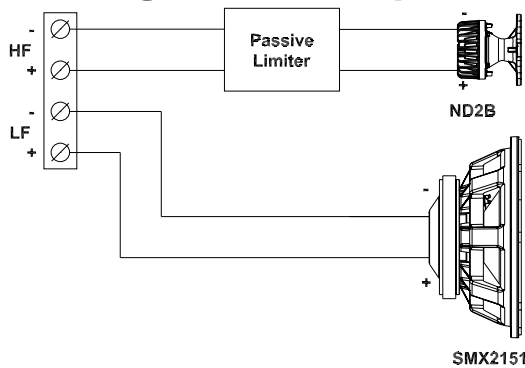 -
HF
+
-
LF
+
Passive
Limiter
-
+
ND2B
-
+
SMX2151